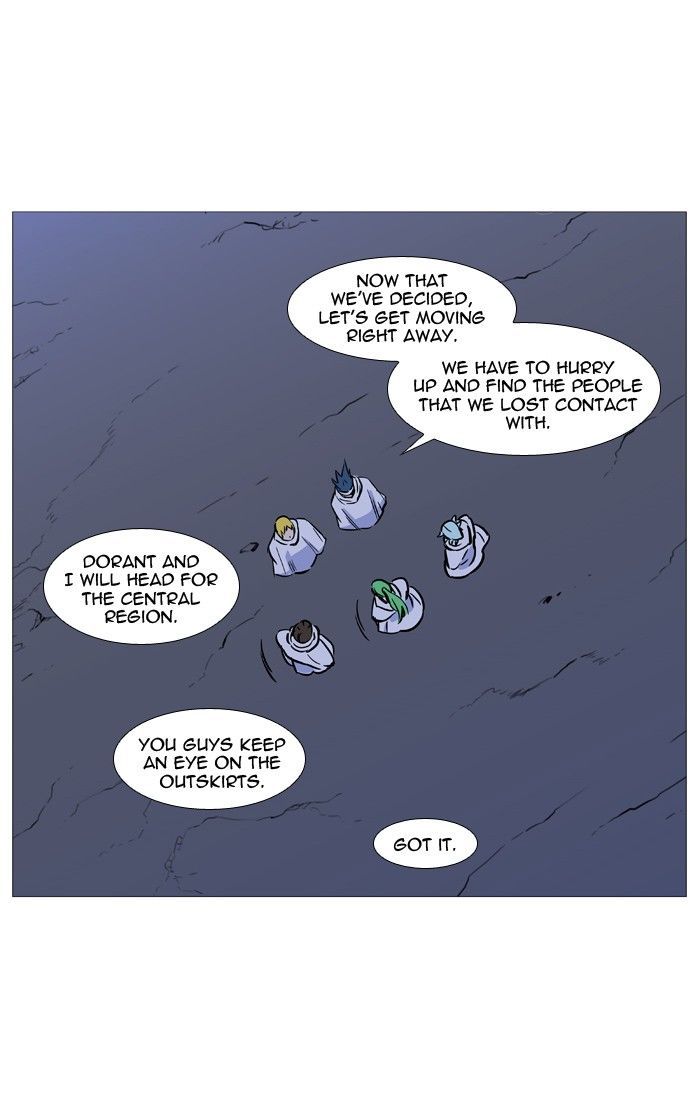 NOW THAT
WE'VE DECIDED,
LET'S GET MOVING
RIGHT AWAY.
WE HAVE TO HURRY
UP AND FIND THE PEOPLE
THAT WE LOST CONTACT
WITH.
DORANT AND
I WILL HEAD FOR
THE CENTRAL
REGION.
YOU GUYS KEEP
AN EYE ON THE
OUTSKIRTS.
GOT IT.